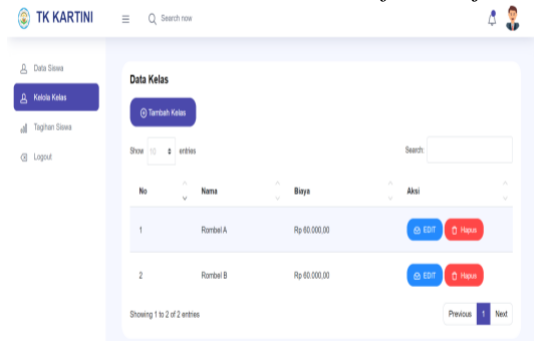 TK KARTINI
Search now
Data Siswa
Kelola Kelas
Tagihan Siswa
Logout
Data Kelas
Tambah Kelas
Show 10 entries
Search:
No Nama Biaya Aksi
1 Rombel A Rp 60.000,00 EDIT Hapus
2 Rombel B Rp 60.000,00 EDIT Hapus
Showing 1 to 2 of 2 entries
Previous 1 Next